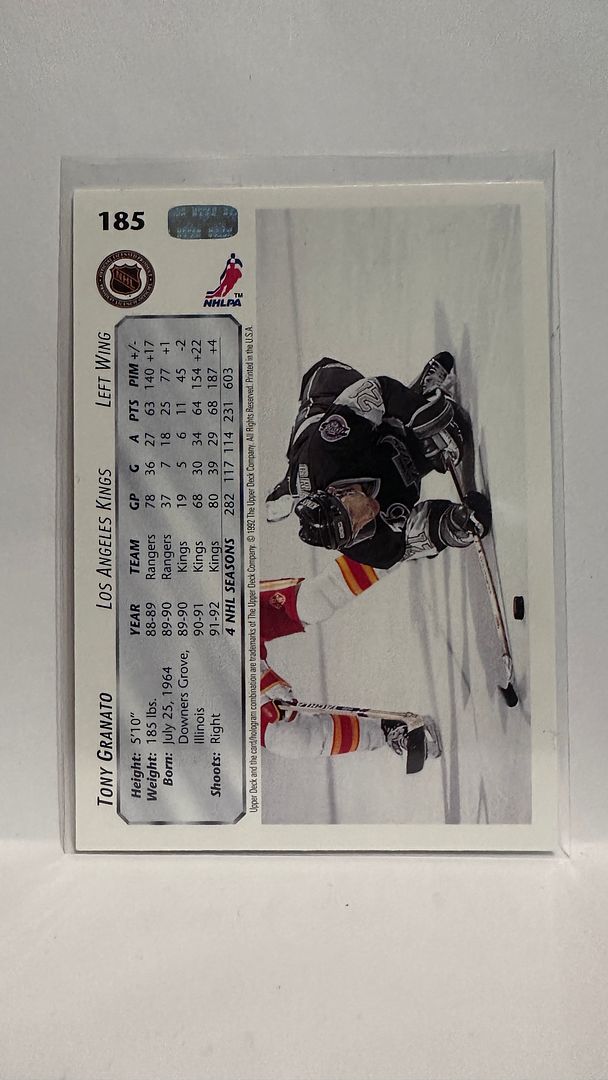 185
NHL
NHLPA
TM
TONY GRANATO LOS ANGELES KINGS LEFT WING
Height: 5'10"
Weight: 185 lbs.
Born: July 25, 1964
Downers Grove,
Illinois
Shoots: Right
YEAR TEAM GP G A PTS PIM +/-
88-89 Rangers 78 36 27 63 140 +17
89-90 Rangers 37 7 18 25 77 +1
89-90 Kings 19 5 6 11 45 -2
90-91 Kings 68 30 34 64 154 +22
91-92 Kings 80 39 29 68 187 +4
4 NHL SEASONS 282 117 114 231 603
Upper Deck and the card/hologram combination are trademarks of The Upper Deck Company. © 1992 The Upper Deck Company. All Rights Reserved. Printed in the U.S.A.
21